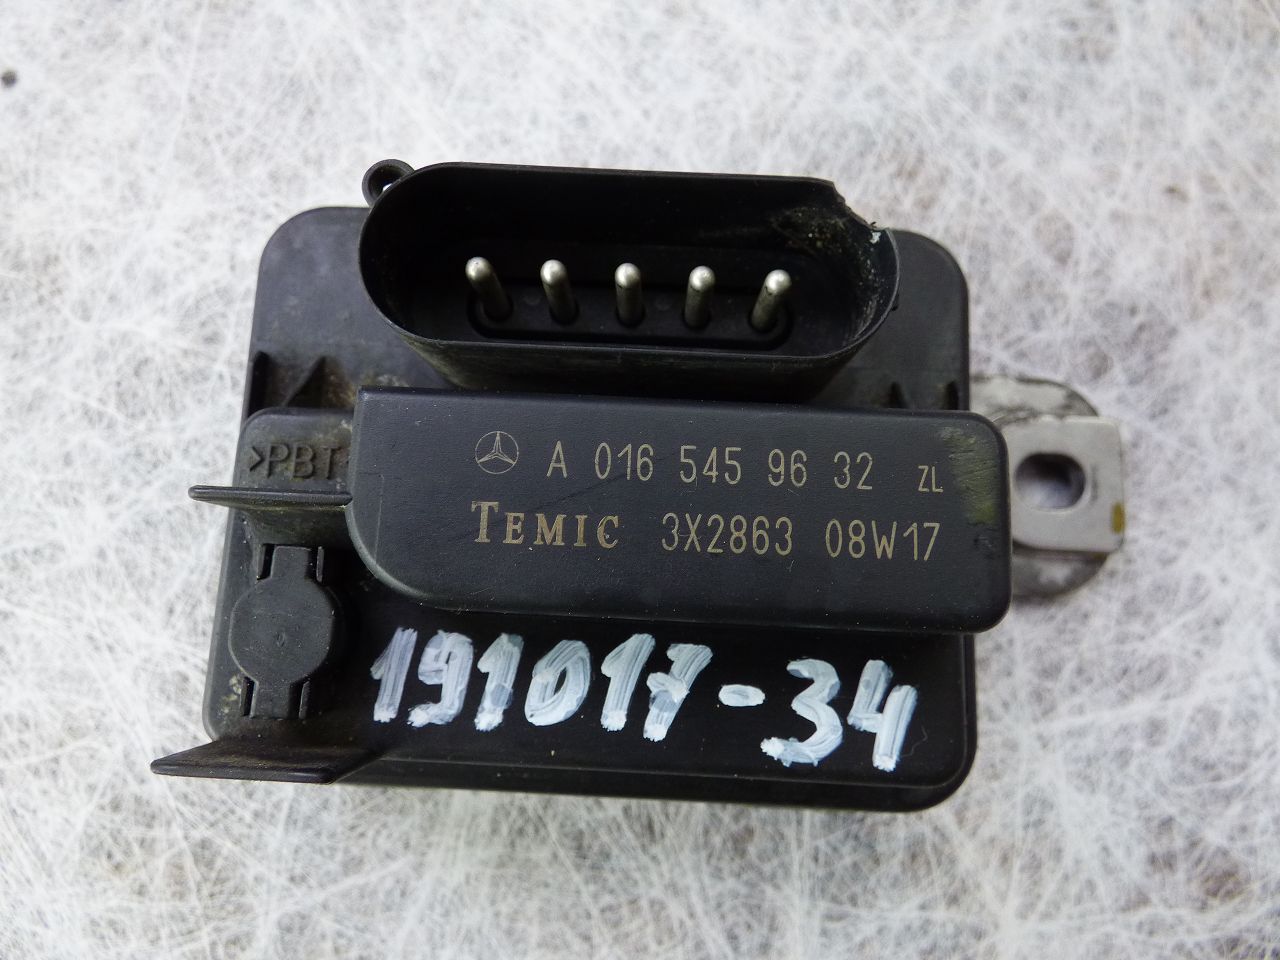 A 016 545 96 32 ZL
>PBT
TEMIC 3X2863 08W17
191017-34